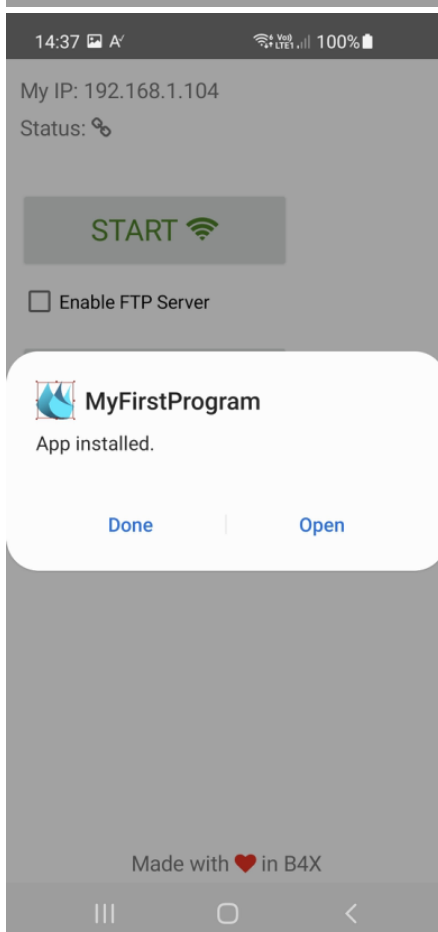 14:37 100%
My IP: 192.168.1.104
Status:
START
Enable FTP Server
MyFirstProgram
App installed.
Done Open
Made with in B4X